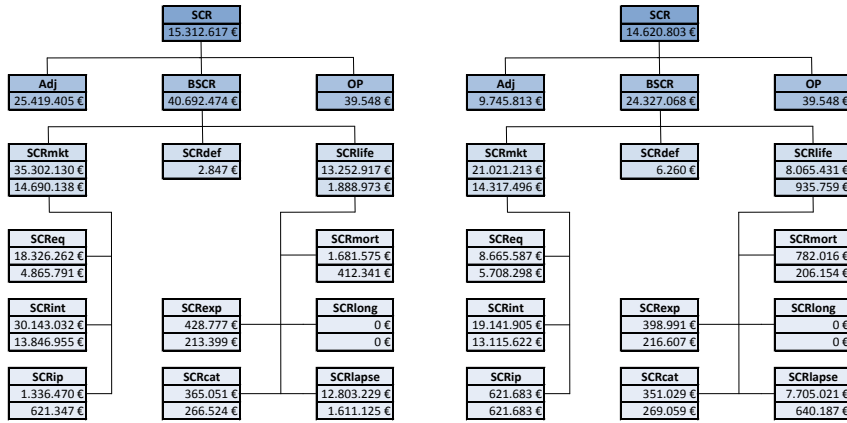 SCR
15.312.617 €
Adj
25.419.405 €
BSCR
40.692.474 €
OP
39.548 €
SCRmkt
35.302.130 €
14.690.138 €
SCRdef
2.847 €
SCRlife
13.252.917 €
1.888.973 €
SCReq
18.326.262 €
4.865.791 €
SCRmort
1.681.575 €
412.341 €
SCRint
30.143.032 €
13.846.955 €
SCRexp
428.777 €
213.399 €
SCRlong
0 €
0 €
SCRip
1.336.470 €
621.347 €
SCRcat
365.051 €
266.524 €
SCRlapse
12.803.229 €
1.611.125 €
SCR
14.620.803 €
Adj
9.745.813 €
BSCR
24.327.068 €
OP
39.548 €
SCRmkt
21.021.213 €
14.317.496 €
SCRdef
6.260 €
SCRlife
8.065.431 €
935.759 €
SCReq
8.665.587 €
5.708.298 €
SCRmort
782.016 €
206.154 €
SCRint
19.141.905 €
13.115.622 €
SCRexp
398.991 €
216.607 €
SCRlong
0 €
0 €
SCRip
621.683 €
621.683 €
SCRcat
351.029 €
269.059 €
SCRlapse
7.705.021 €
640.187 €